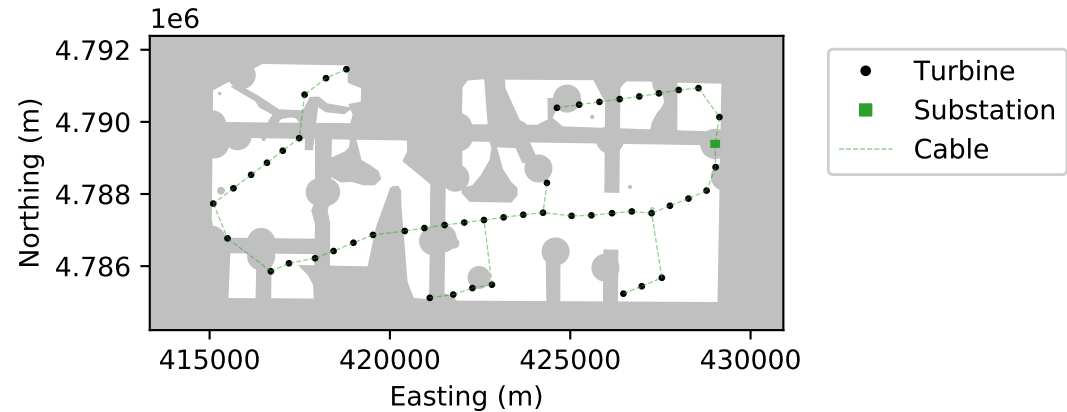 1e6
4.792
4.790
4.788
4.786
Northing (m)
415000 420000 425000 430000
Easting (m)
Turbine
Substation
Cable